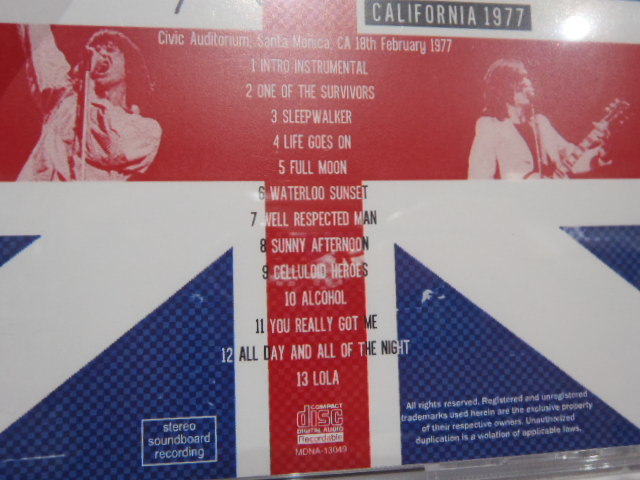 CALIFORNIA 1977
Civic Auditorium, Santa Monica, CA 18th February 1977
1 INTRO INSTRUMENTAL
2 ONE OF THE SURVIVORS
3 SLEEPWALKER
4 LIFE GOES ON
5 FULL MOON
6 WATERLOO SUNSET
7 WELL RESPECTED MAN
8 SUNNY AFTERNOON
9 CELLULOID HEROES
10 ALCOHOL
11 YOU REALLY GOT ME
12 ALL DAY AND ALL OF THE NIGHT
13 LOLA
stereo
soundboard
recording
COMPACT
disc
DIGITAL AUDIO
Recordable
MDNA-13049
All rights reserved. Registered and unregistered
trademarks used herein are the exclusive property
of their respective owners. Unauthorized
duplication is a violation of applicable laws.